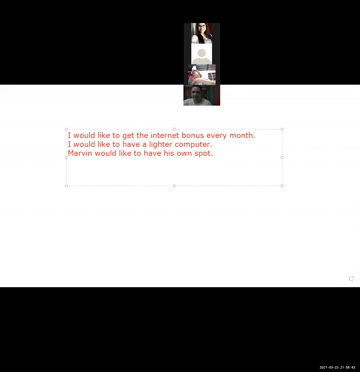 I would like to get the internet bonus every month.
I would like to have a lighter computer.
Marvin would like to have his own spot.